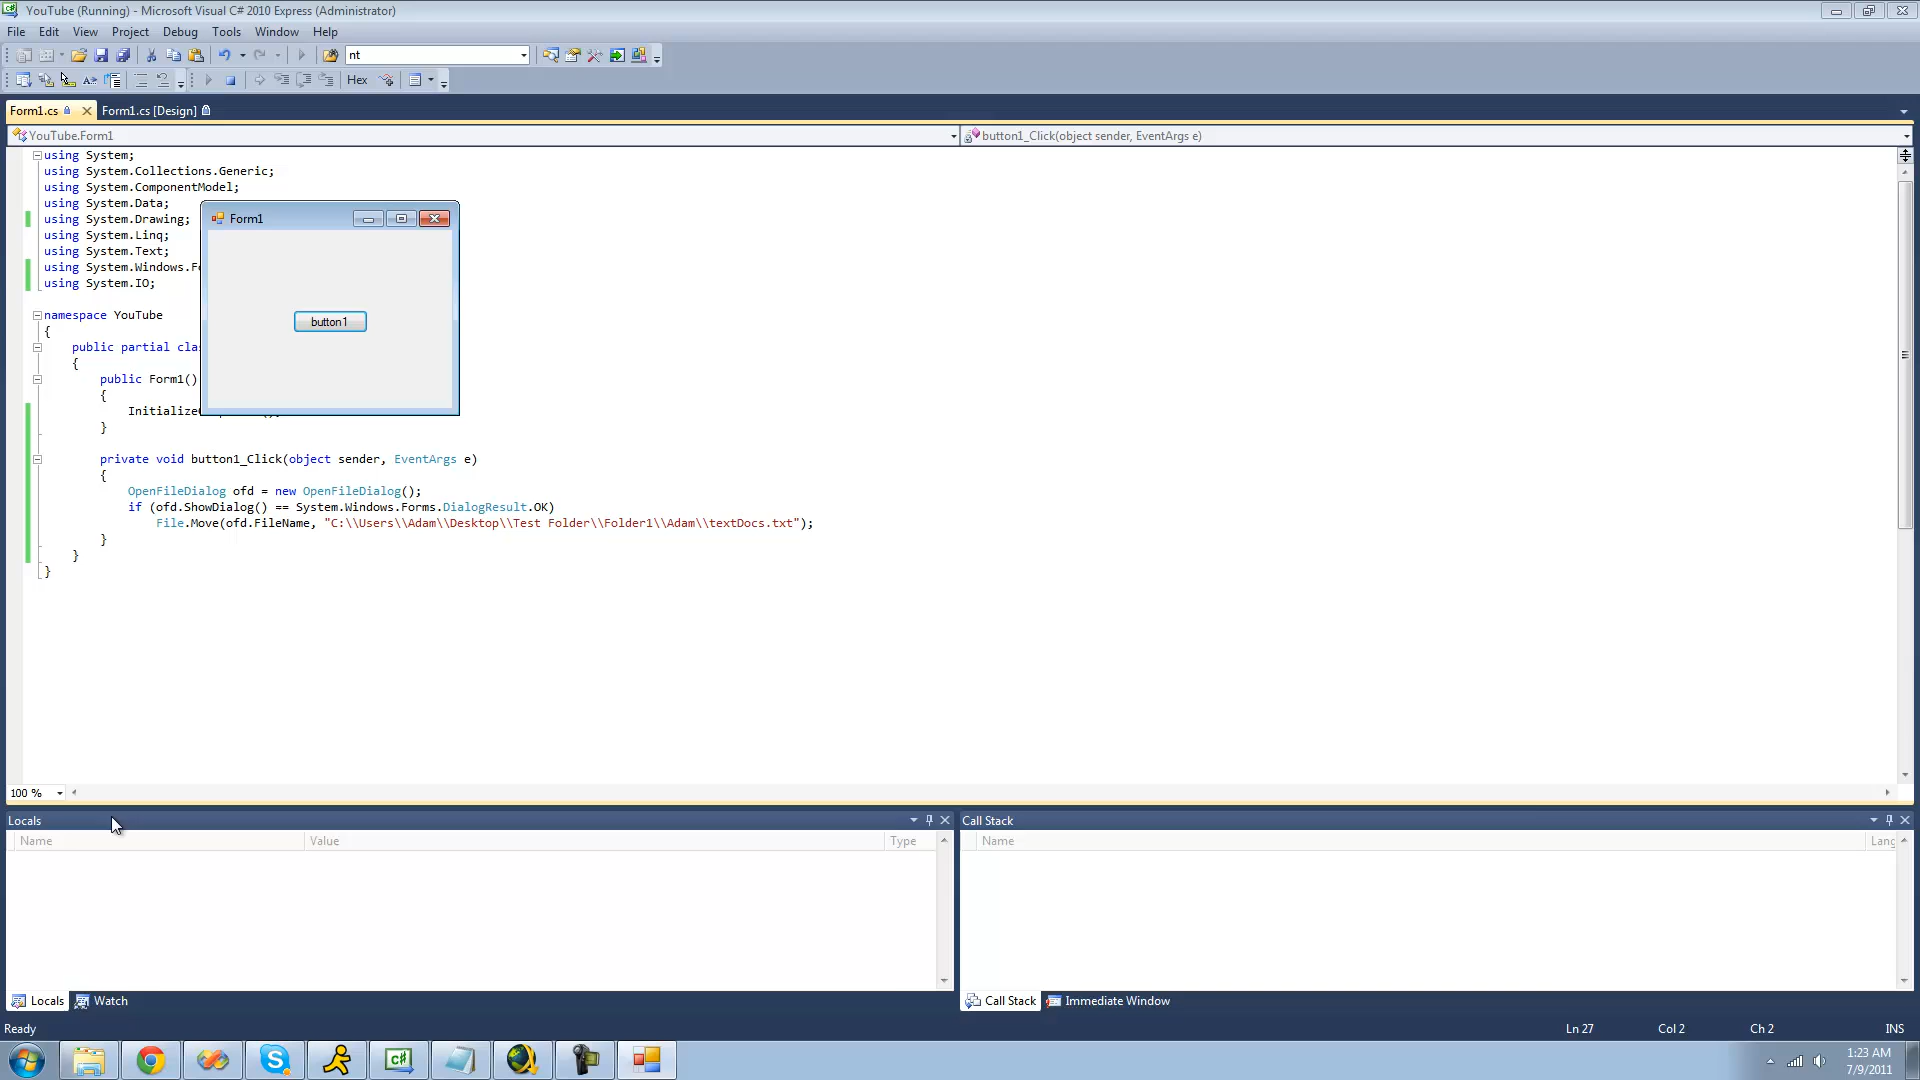 YouTube (Running) - Microsoft Visual C# 2010 Express (Administrator)
File Edit View Project Debug Tools Window Help
nt
Hex
Form1.cs Form1.cs [Design]
YouTube.Form1 button1_Click(object sender, EventArgs e)
using System;
using System.Collections.Generic;
using System.ComponentModel;
using System.Data;
using System.Drawing;
using System.Linq;
using System.Text;
using System.Windows.Fo
using System.IO;
Form1
button1
namespace YouTube
{
public partial clas
{
public Form1()
{
Initialize
}
private void button1_Click(object sender, EventArgs e)
{
OpenFileDialog ofd = new OpenFileDialog();
if (ofd.ShowDialog() == System.Windows.Forms.DialogResult.OK)
File.Move(ofd.FileName, "C:\\Users\\Adam\\Desktop\\Test Folder\\Folder1\\Adam\\textDocs.txt");
}
}
}
100 %
Locals Call Stack
Name Value Type Name Lang
Locals Watch Call Stack Immediate Window
Ready Ln 27 Col 2 Ch 2 INS
1:23 AM
7/9/2011